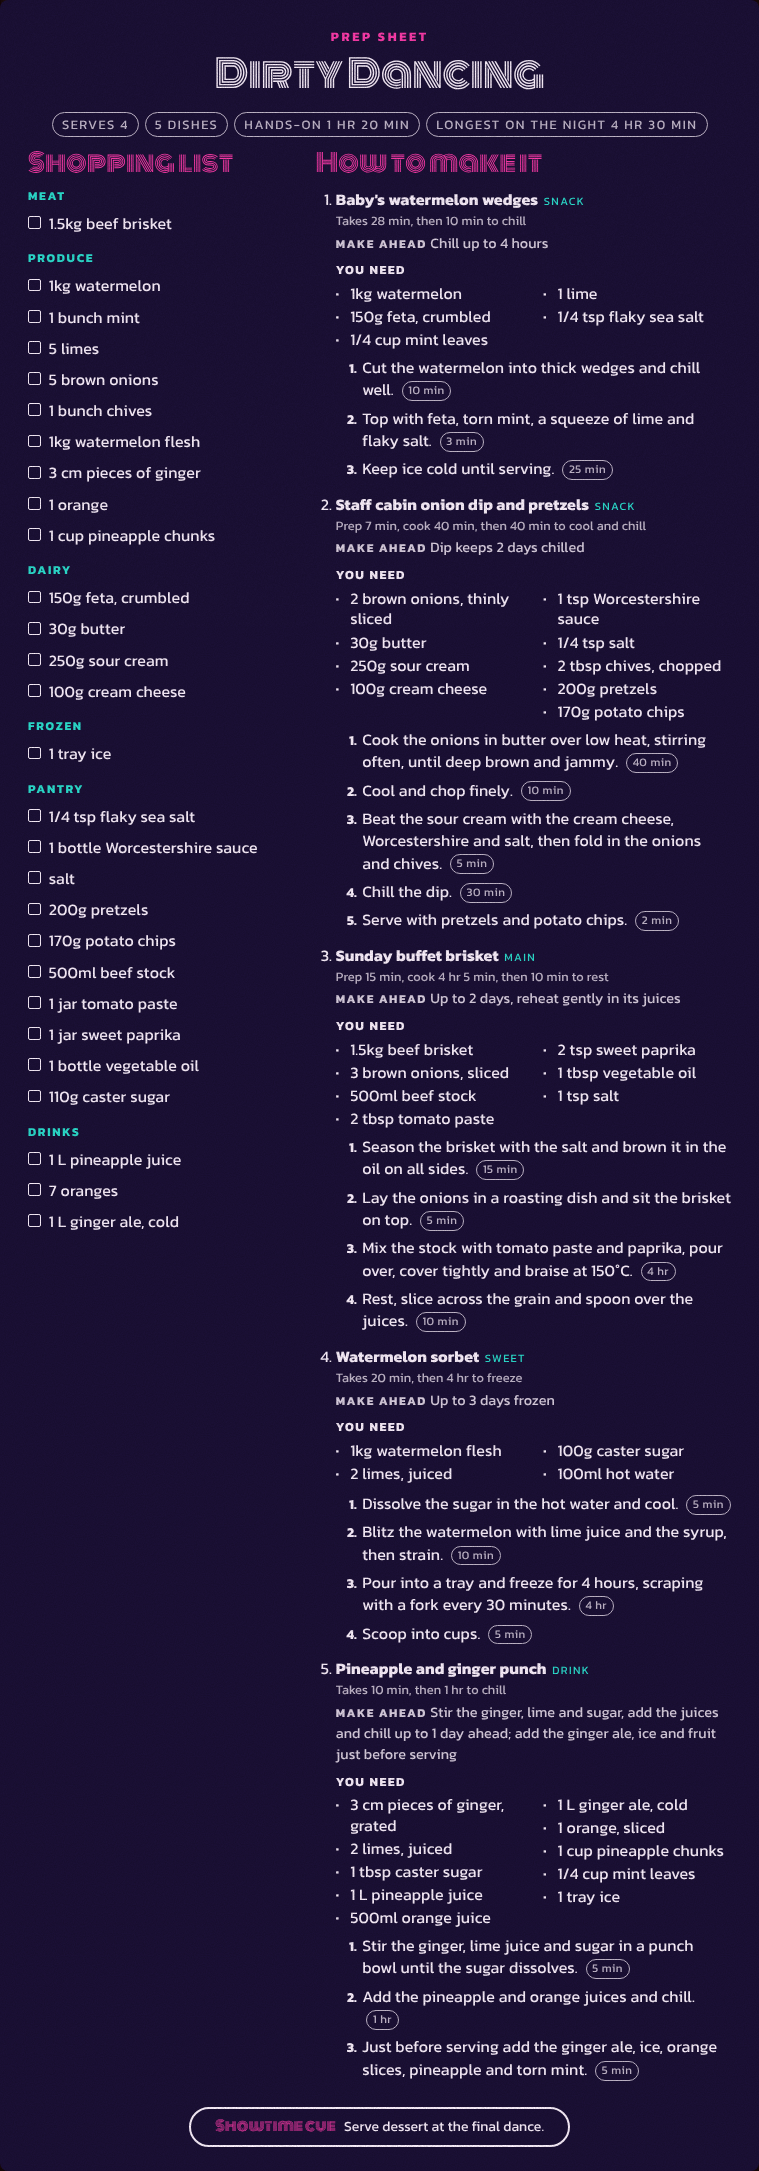 PREP SHEET
DIRTY DANCING
SERVES 4
5 DISHES
HANDS-ON 1 HR 20 MIN
LONGEST ON THE NIGHT 4 HR 30 MIN
SHOPPING LIST
MEAT
1.5kg beef brisket
PRODUCE
1kg watermelon
1 bunch mint
5 limes
5 brown onions
1 bunch chives
1kg watermelon flesh
3 cm pieces of ginger
1 orange
1 cup pineapple chunks
DAIRY
150g feta, crumbled
30g butter
250g sour cream
100g cream cheese
FROZEN
1 tray ice
PANTRY
1/4 tsp flaky sea salt
1 bottle Worcestershire sauce
salt
200g pretzels
170g potato chips
500ml beef stock
1 jar tomato paste
1 jar sweet paprika
1 bottle vegetable oil
110g caster sugar
DRINKS
1 L pineapple juice
7 oranges
1 L ginger ale, cold
HOW TO MAKE IT
1. Baby's watermelon wedges SNACK
Takes 28 min, then 10 min to chill
MAKE AHEAD Chill up to 4 hours
YOU NEED
1kg watermelon
150g feta, crumbled
1/4 cup mint leaves
1 lime
1/4 tsp flaky sea salt
1. Cut the watermelon into thick wedges and chill
well. 10 min
2. Top with feta, torn mint, a squeeze of lime and
flaky salt. 3 min
3. Keep ice cold until serving. 25 min
2. Staff cabin onion dip and pretzels SNACK
Prep 7 min, cook 40 min, then 40 min to cool and chill
MAKE AHEAD Dip keeps 2 days chilled
YOU NEED
2 brown onions, thinly
sliced
30g butter
250g sour cream
100g cream cheese
1 tsp Worcestershire
sauce
1/4 tsp salt
2 tbsp chives, chopped
200g pretzels
170g potato chips
1. Cook the onions in butter over low heat, stirring
often, until deep brown and jammy. 40 min
2. Cool and chop finely. 10 min
3. Beat the sour cream with the cream cheese,
Worcestershire and salt, then fold in the onions
and chives. 5 min
4. Chill the dip. 30 min
5. Serve with pretzels and potato chips. 2 min
3. Sunday buffet brisket MAIN
Prep 15 min, cook 4 hr 5 min, then 10 min to rest
MAKE AHEAD Up to 2 days, reheat gently in its juices
YOU NEED
1.5kg beef brisket
3 brown onions, sliced
500ml beef stock
2 tbsp tomato paste
2 tsp sweet paprika
1 tbsp vegetable oil
1 tsp salt
1. Season the brisket with the salt and brown it in the
oil on all sides. 15 min
2. Lay the onions in a roasting dish and sit the brisket
on top. 5 min
3. Mix the stock with tomato paste and paprika, pour
over, cover tightly and braise at 150°C. 4 hr
4. Rest, slice across the grain and spoon over the
juices. 10 min
4. Watermelon sorbet SWEET
Takes 20 min, then 4 hr to freeze
MAKE AHEAD Up to 3 days frozen
YOU NEED
1kg watermelon flesh
2 limes, juiced
100g caster sugar
100ml hot water
1. Dissolve the sugar in the hot water and cool. 5 min
2. Blitz the watermelon with lime juice and the syrup,
then strain. 10 min
3. Pour into a tray and freeze for 4 hours, scraping
with a fork every 30 minutes. 4 hr
4. Scoop into cups. 5 min
5. Pineapple and ginger punch DRINK
Takes 10 min, then 1 hr to chill
MAKE AHEAD Stir the ginger, lime and sugar, add the juices
and chill up to 1 day ahead; add the ginger ale, ice and fruit
just before serving
YOU NEED
3 cm pieces of ginger,
grated
2 limes, juiced
1 tbsp caster sugar
1 L pineapple juice
500ml orange juice
1 L ginger ale, cold
1 orange, sliced
1 cup pineapple chunks
1/4 cup mint leaves
1 tray ice
1. Stir the ginger, lime juice and sugar in a punch
bowl until the sugar dissolves. 5 min
2. Add the pineapple and orange juices and chill.
1 hr
3. Just before serving add the ginger ale, ice, orange
slices, pineapple and torn mint. 5 min
SHOWTIME CUE Serve dessert at the final dance.